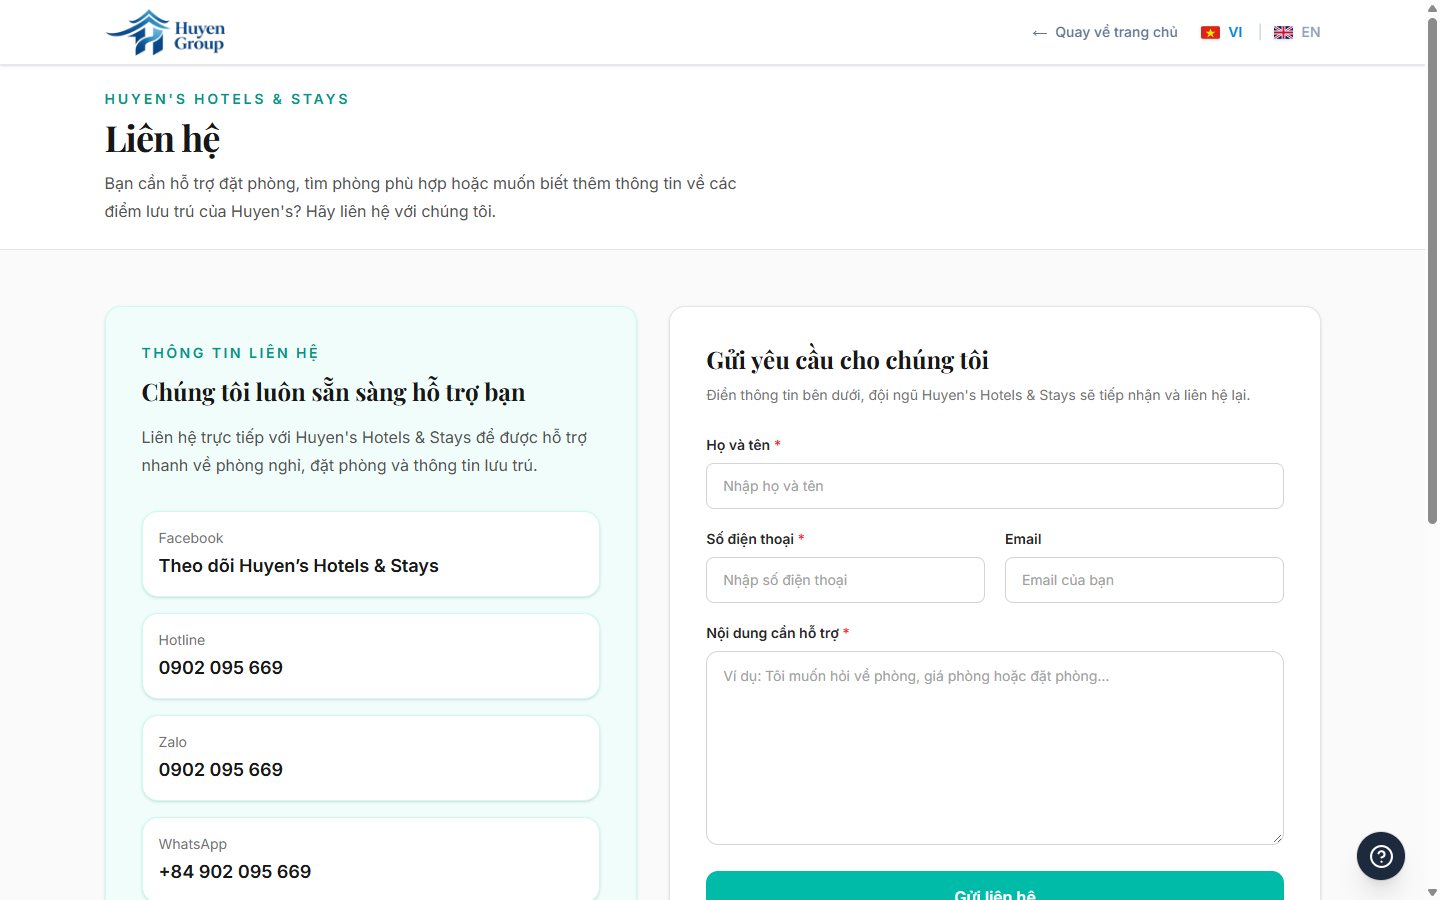 Huyen
Group
← Quay về trang chủ
VI
EN
HUYEN'S HOTELS & STAYS
Liên hệ
Bạn cần hỗ trợ đặt phòng, tìm phòng phù hợp hoặc muốn biết thêm thông tin về các
điểm lưu trú của Huyen's? Hãy liên hệ với chúng tôi.
THÔNG TIN LIÊN HỆ
Chúng tôi luôn sẵn sàng hỗ trợ bạn
Liên hệ trực tiếp với Huyen's Hotels & Stays để được hỗ trợ
nhanh về phòng nghỉ, đặt phòng và thông tin lưu trú.
Facebook
Theo dõi Huyen’s Hotels & Stays
Hotline
0902 095 669
Zalo
0902 095 669
WhatsApp
+84 902 095 669
Gửi yêu cầu cho chúng tôi
Điền thông tin bên dưới, đội ngũ Huyen's Hotels & Stays sẽ tiếp nhận và liên hệ lại.
Họ và tên *
Nhập họ và tên
Số điện thoại *
Email
Nhập số điện thoại
Email của bạn
Nội dung cần hỗ trợ *
Ví dụ: Tôi muốn hỏi về phòng, giá phòng hoặc đặt phòng...
Gửi liên hệ